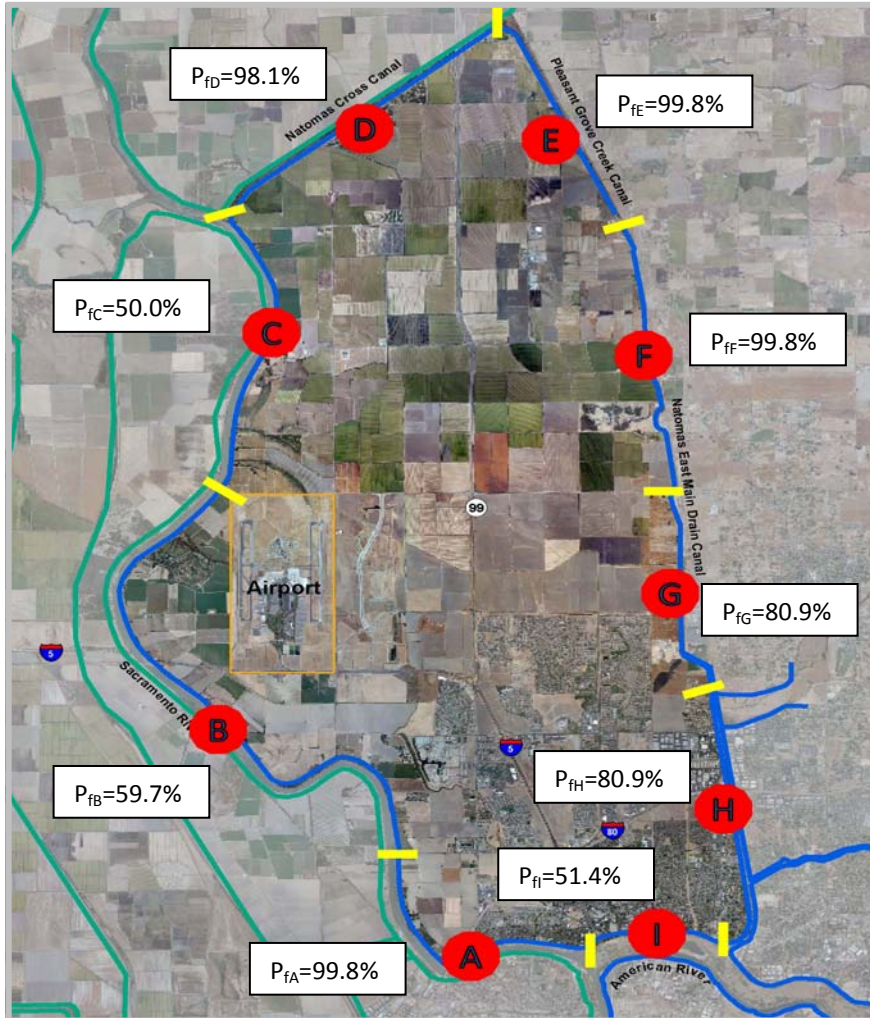 PfD=98.1%
Natomas Cross Canal
D
Pleasant Grove Creek Canal
E
PfE=99.8%
PfC=50.0%
C
F
PfF=99.8%
Natomas East Main Drain Canal
99
Airport
G
PfG=80.9%
5
Sacramento Riv
B
5
PfB=59.7%
PfH=80.9%
H
80
PfI=51.4%
I
A
PfA=99.8%
American River